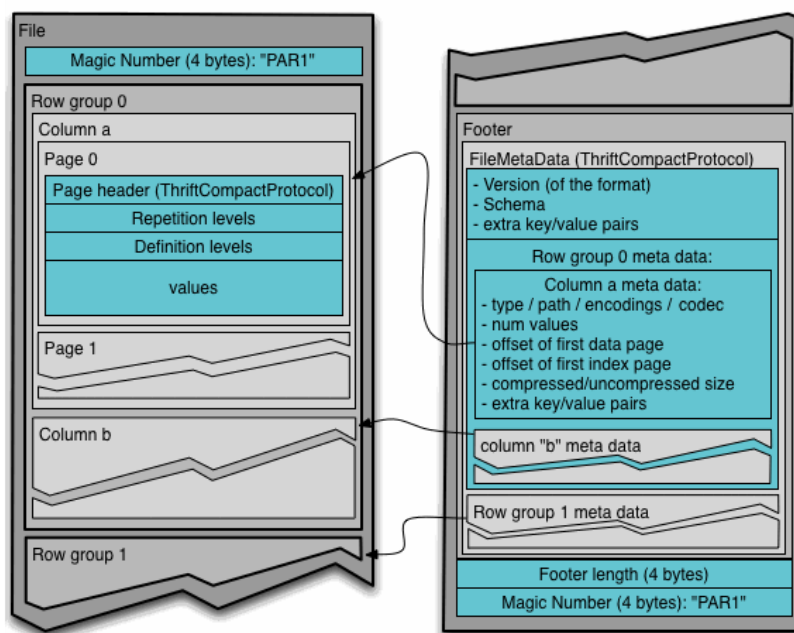 File
Magic Number (4 bytes): "PAR1"
Row group 0
Column a
Page 0
Page header (ThriftCompactProtocol)
Repetition levels
Definition levels
values
Page 1
Column b
Row group 1
Footer
FileMetaData (ThriftCompactProtocol)
- Version (of the format)
- Schema
- extra key/value pairs
Row group 0 meta data:
Column a meta data:
- type / path / encodings / codec
- num values
- offset of first data page
- offset of first index page
- compressed/uncompressed size
- extra key/value pairs
column "b" meta data
Row group 1 meta data
Footer length (4 bytes)
Magic Number (4 bytes): "PAR1"